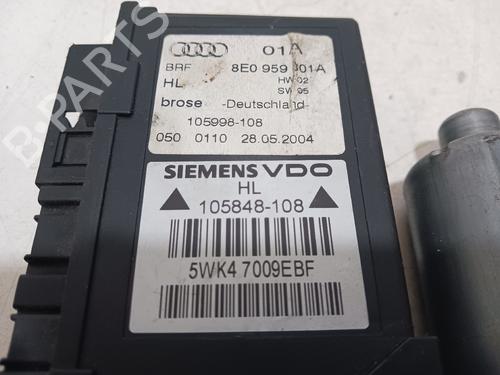 01A
BRF 8E0 959 801A
HL HW 02
SW 05
brose -Deutschland-
105998-108
050 0110 28.05.2004
SIEMENS VDO
HL
105848-108
5WK4 7009EBF
B-Parts